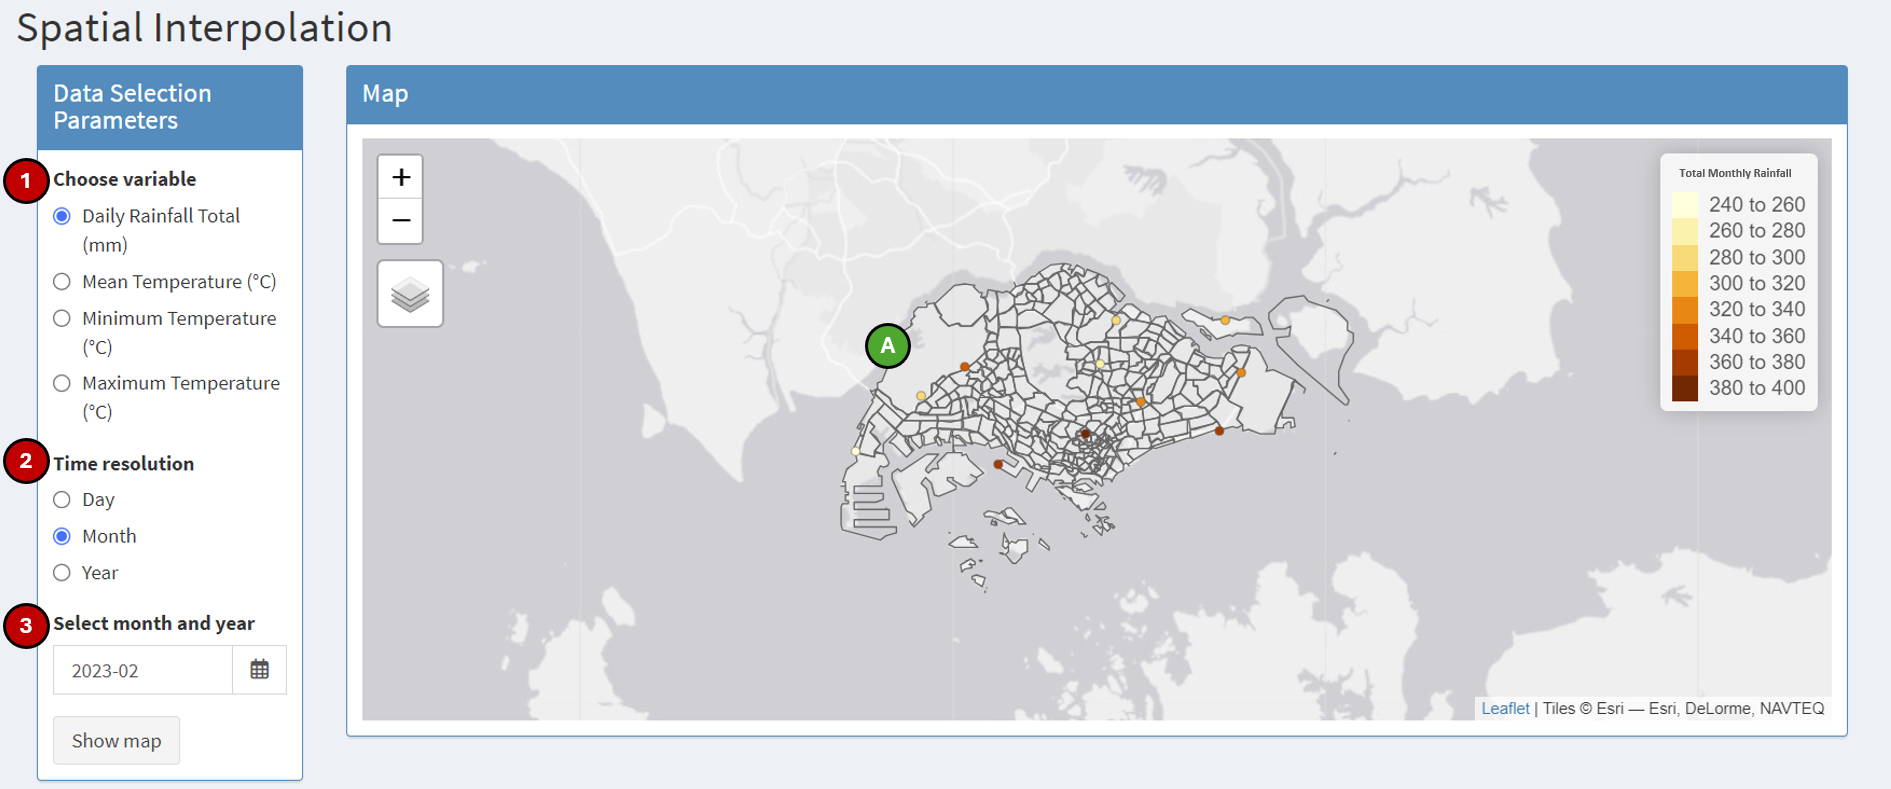 Spatial Interpolation
Data Selection
Parameters
1
Choose variable
Daily Rainfall Total
(mm)
Mean Temperature (°C)
Minimum Temperature
(°C)
Maximum Temperature
(°C)
2
Time resolution
Day
Month
Year
3
Select month and year
2023-02
Show map
Map
+
−
A
Total Monthly Rainfall
240 to 260
260 to 280
280 to 300
300 to 320
320 to 340
340 to 360
360 to 380
380 to 400
Leaflet | Tiles © Esri — Esri, DeLorme, NAVTEQ